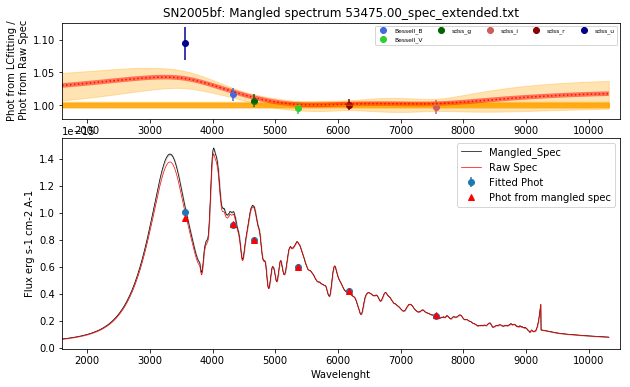 SN2005bf: Mangled spectrum 53475.00_spec_extended.txt
Phot from LCfitting /
Phot from Raw Spec
1.10
1.05
1.00
Bessell_B
Bessell_V
sdss_g
sdss_i
sdss_r
sdss_u
2000 3000 4000 5000 6000 7000 8000 9000 10000
1e−15
Flux erg s-1 cm-2 A-1
1.4
1.2
1.0
0.8
0.6
0.4
0.2
0.0
Mangled_Spec
Raw Spec
Fitted Phot
Phot from mangled spec
2000 3000 4000 5000 6000 7000 8000 9000 10000
Wavelenght